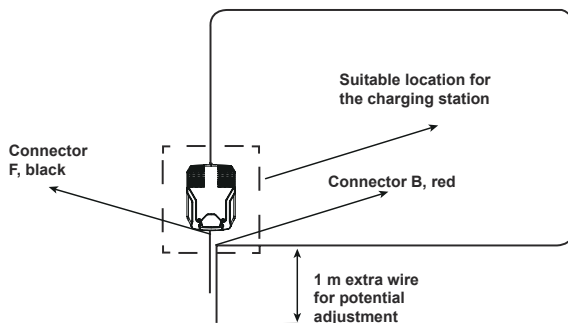 Suitable location for
the charging station
Connector
F, black
Connector B, red
1 m extra wire
for potential
adjustment